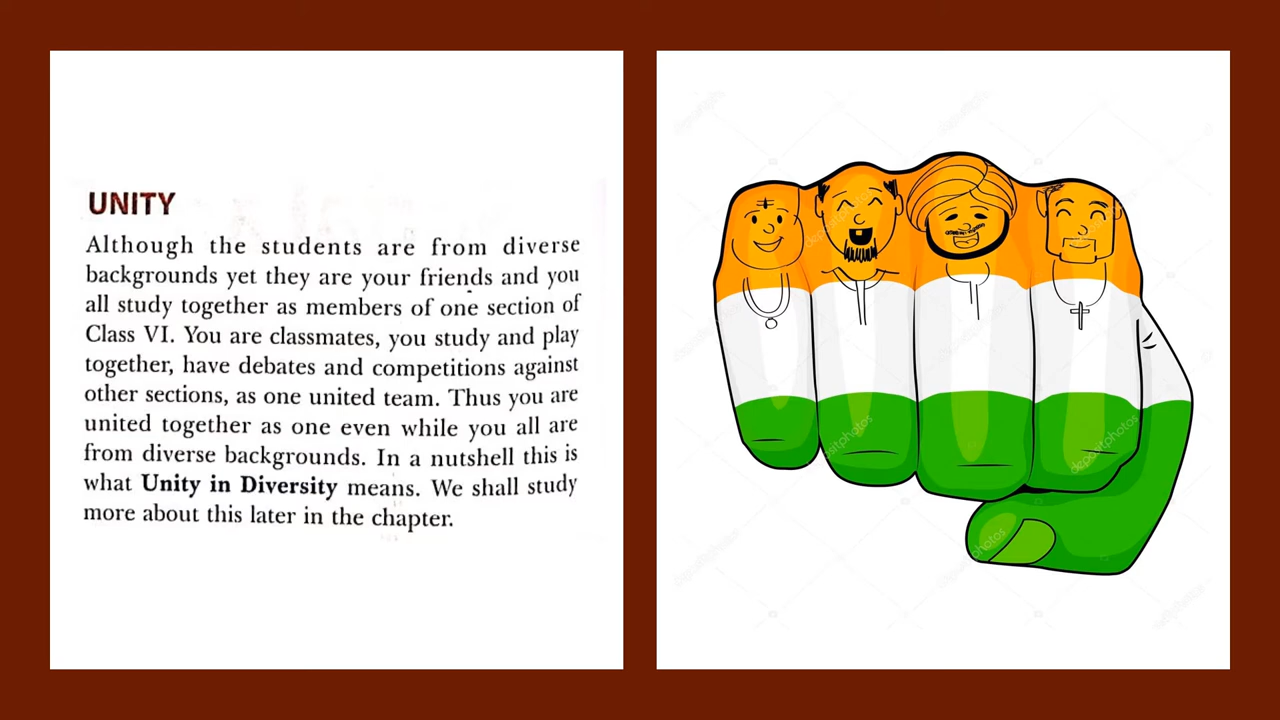 UNITY
Although the students are from diverse
backgrounds yet they are your friends and you
all study together as members of one section of
Class VI. You are classmates, you study and play
together, have debates and competitions against
other sections, as one united team. Thus you are
united together as one even while you all are
from diverse backgrounds. In a nutshell this is
what Unity in Diversity means. We shall study
more about this later in the chapter.
depositphotos
depositphotos
depositphotos
depositphotos